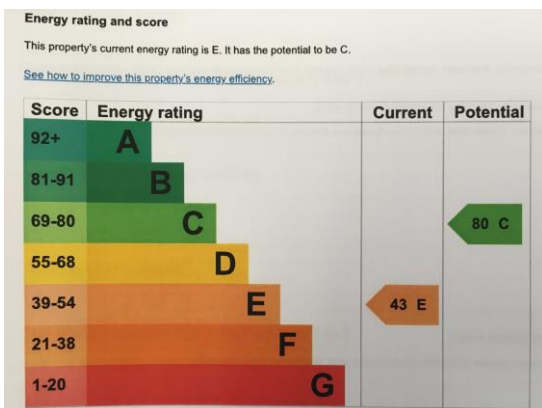 Energy rating and score
This property's current energy rating is E. It has the potential to be C.
See how to improve this property's energy efficiency.
Score Energy rating Current Potential
92+ A
81-91 B
69-80 C 80 C
55-68 D
39-54 E 43 E
21-38 F
1-20 G